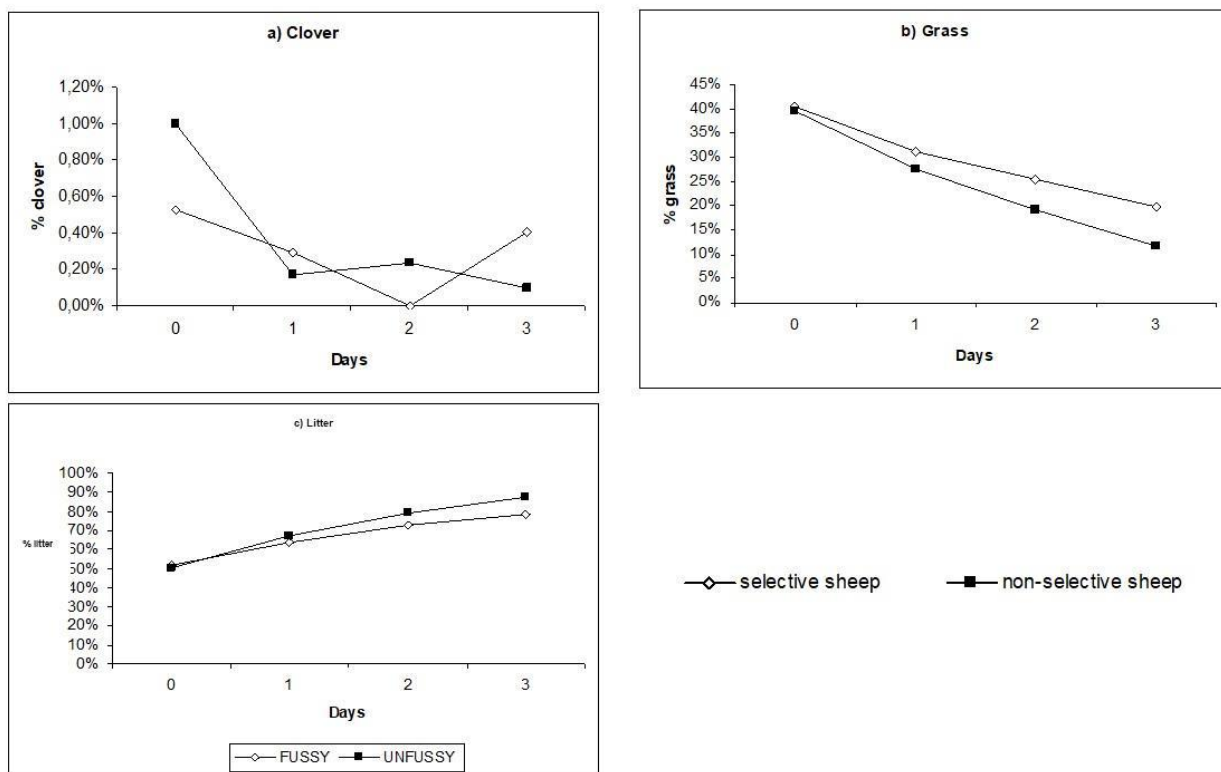 a) Clover
1,20%
1,00%
0,80%
0,60%
0,40%
0,20%
0,00%
% clover
0 1 2 3
Days
b) Grass
45%
40%
35%
30%
25%
20%
15%
10%
5%
0%
% grass
0 1 2 3
Days
c) Litter
100%
90%
80%
70%
60%
50%
40%
30%
20%
10%
0%
% litter
0 1 2 3
Days
FUSSY UNFUSSY
selective sheep non-selective sheep